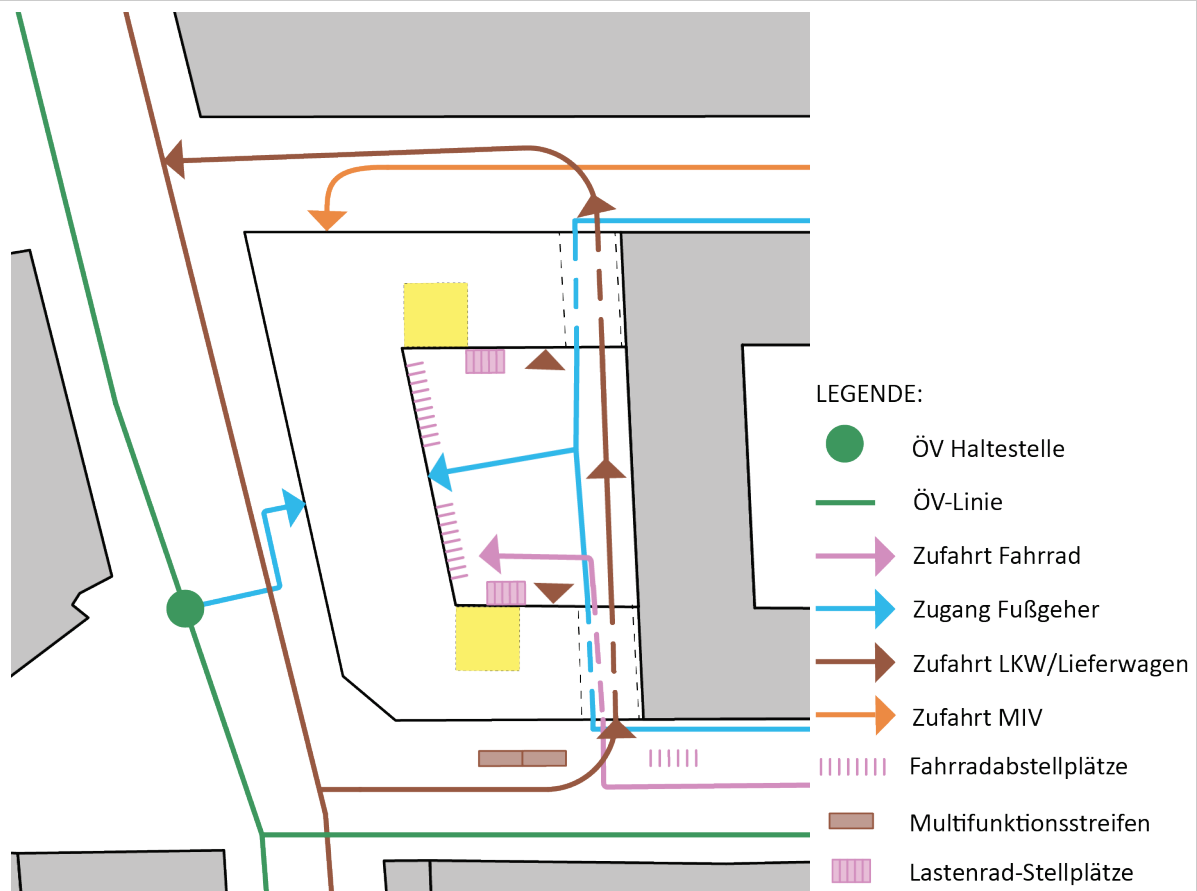 LEGENDE:
ÖV Haltestelle
ÖV-Linie
Zufahrt Fahrrad
Zugang Fußgeher
Zufahrt LKW/Lieferwagen
Zufahrt MIV
Fahrradabstellplätze
Multifunktionsstreifen
Lastenrad-Stellplätze